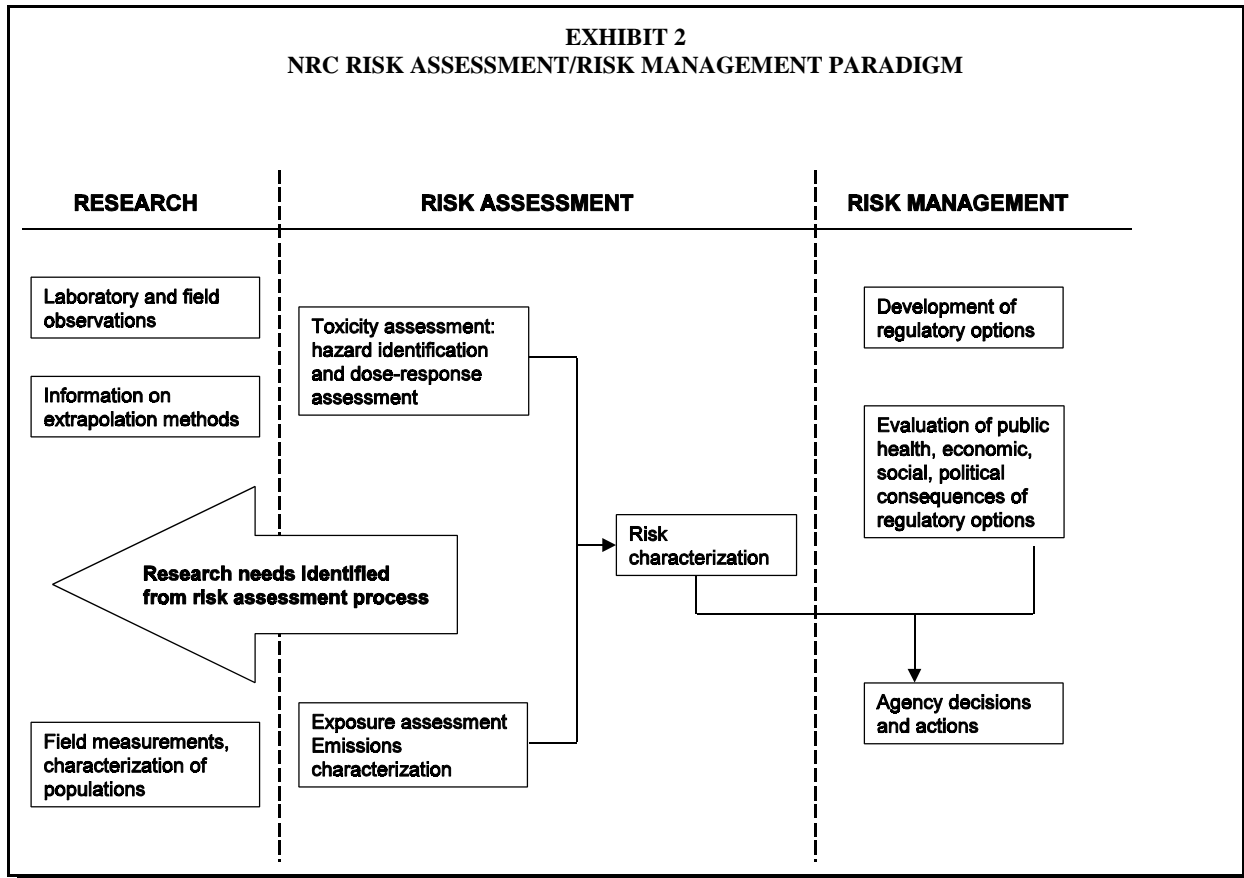 EXHIBIT 2
NRC RISK ASSESSMENT/RISK MANAGEMENT PARADIGM
RESEARCH
RISK ASSESSMENT
RISK MANAGEMENT
Laboratory and field
observations
Information on
extrapolation methods
Research needs identified
from risk assessment process
Field measurements,
characterization of
populations
Toxicity assessment:
hazard identification
and dose-response
assessment
Exposure assessment
Emissions
characterization
Risk
characterization
Development of
regulatory options
Evaluation of public
health, economic,
social, political
consequences of
regulatory options
Agency decisions
and actions